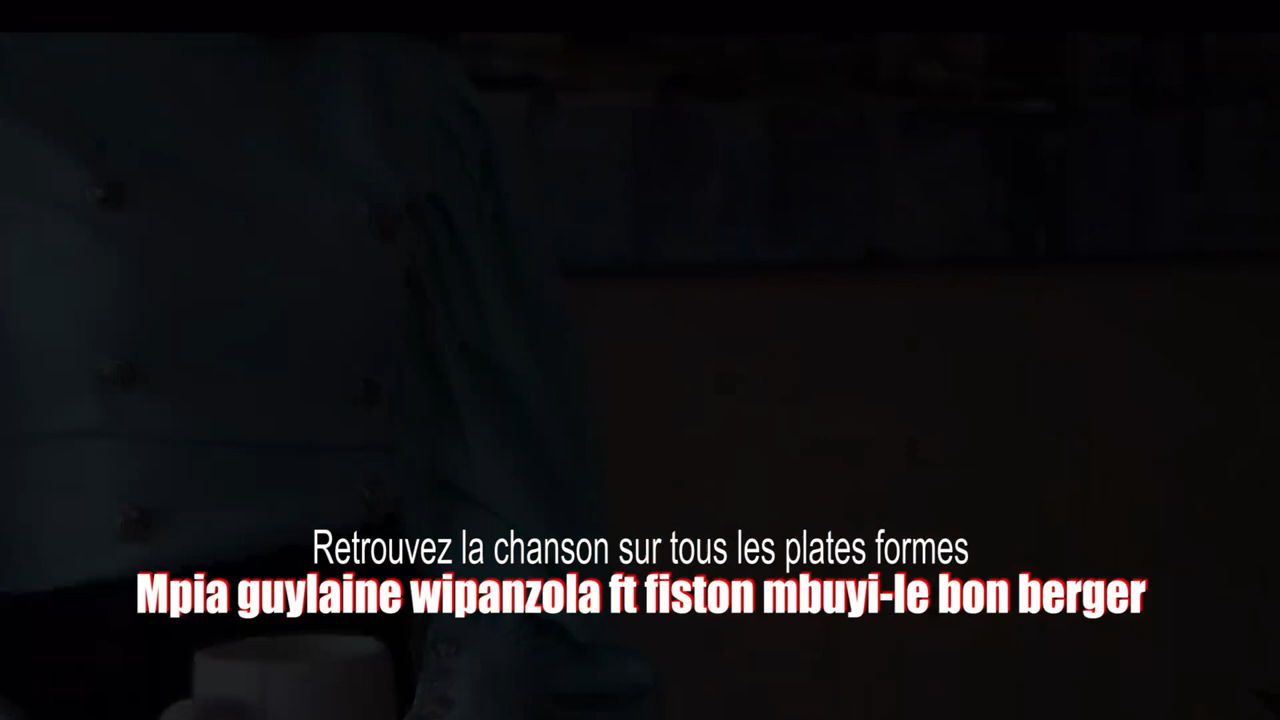 Retrouvez la chanson sur tous les plates formes
Mpia guylaine wipanzola ft fiston mbuyi-le bon berger